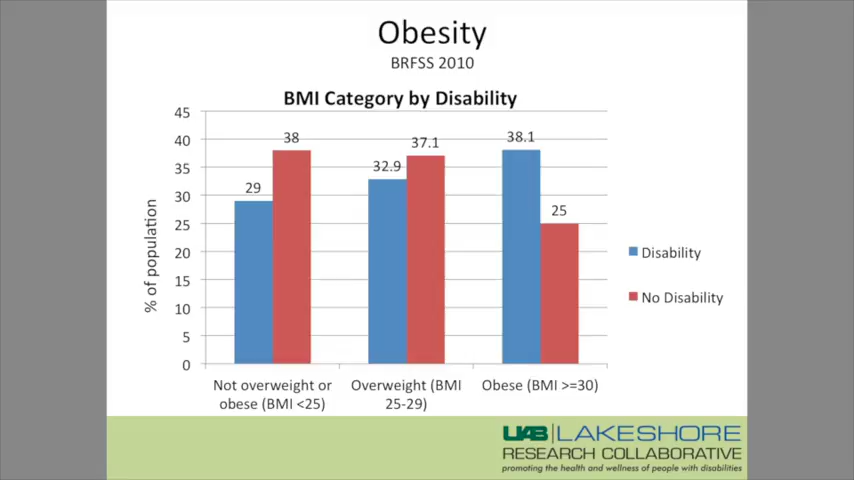 Obesity
BRFSS 2010
BMI Category by Disability
% of population
45
40
35
30
25
20
15
10
5
0
29
38
32.9
37.1
38.1
25
Not overweight or
obese (BMI <25)
Overweight (BMI
25-29)
Obese (BMI >=30)
Disability
No Disability
UAB LAKESHORE
RESEARCH COLLABORATIVE
promoting the health and wellness of people with disabilities